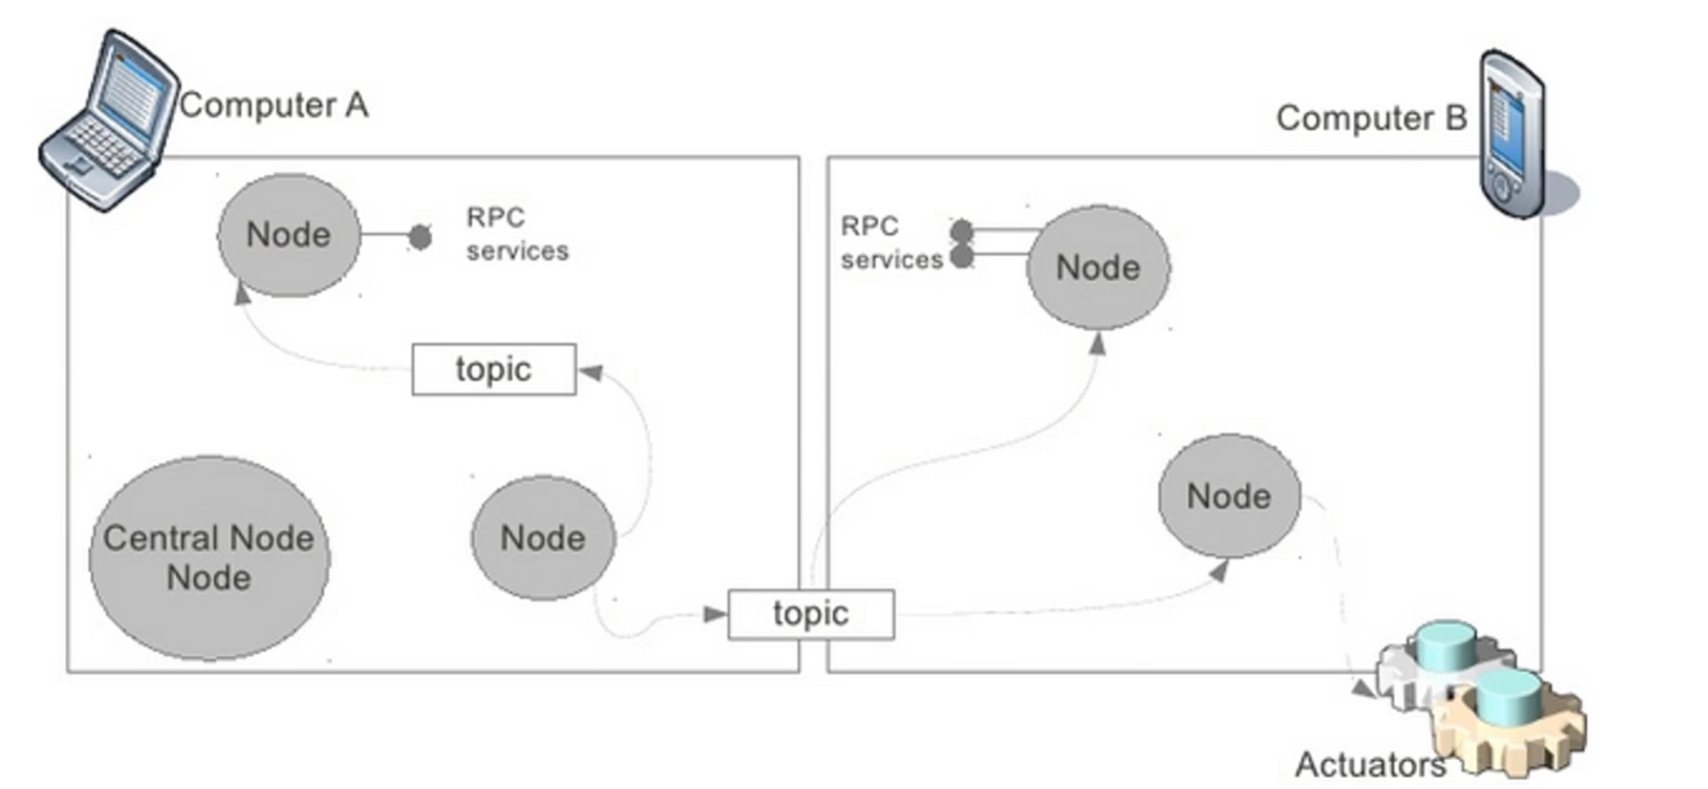 Computer A
Computer B
Node
RPC
services
RPC
services
Node
topic
Node
Central Node
Node
Node
topic
Actuators